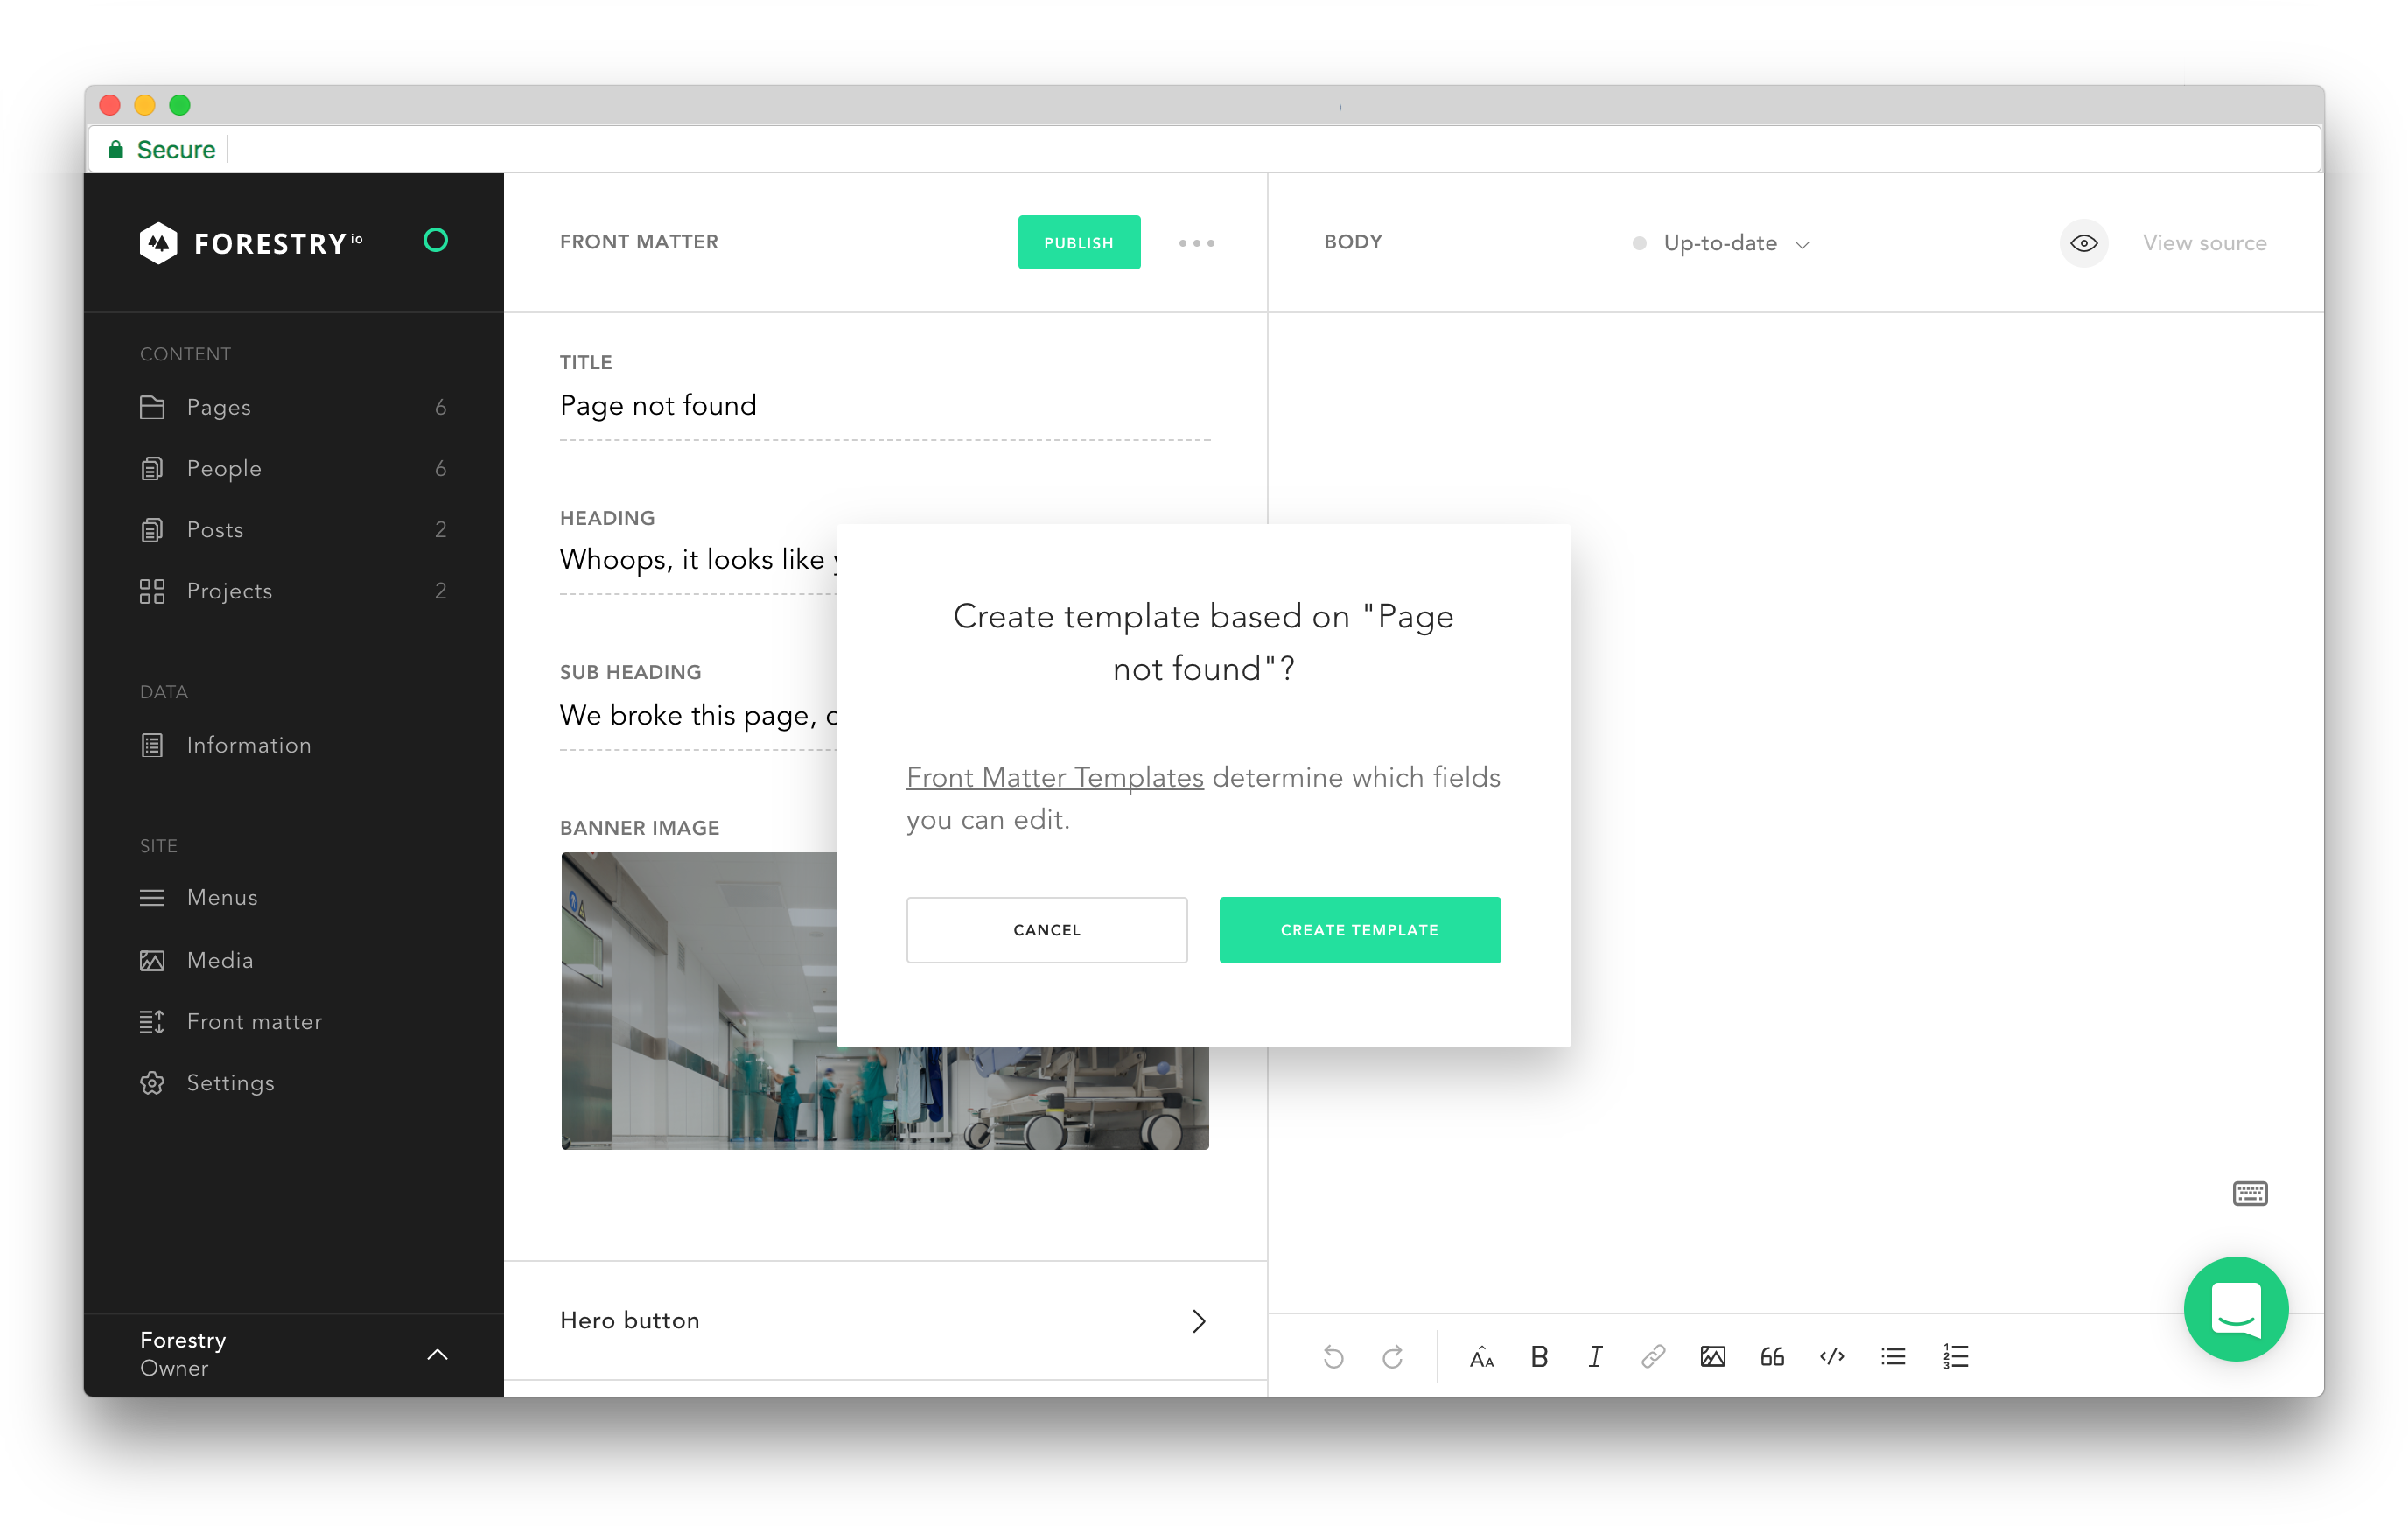 Secure
FORESTRY io
CONTENT
Pages 6
People 6
Posts 2
Projects 2
DATA
Information
SITE
Menus
Media
Front matter
Settings
Forestry
Owner
FRONT MATTER
PUBLISH
TITLE
Page not found
HEADING
Whoops, it looks like
SUB HEADING
We broke this page,
BANNER IMAGE
Hero button
BODY
Up-to-date
View source
Create template based on "Page
not found"?
Front Matter Templates determine which fields
you can edit.
CANCEL
CREATE TEMPLATE